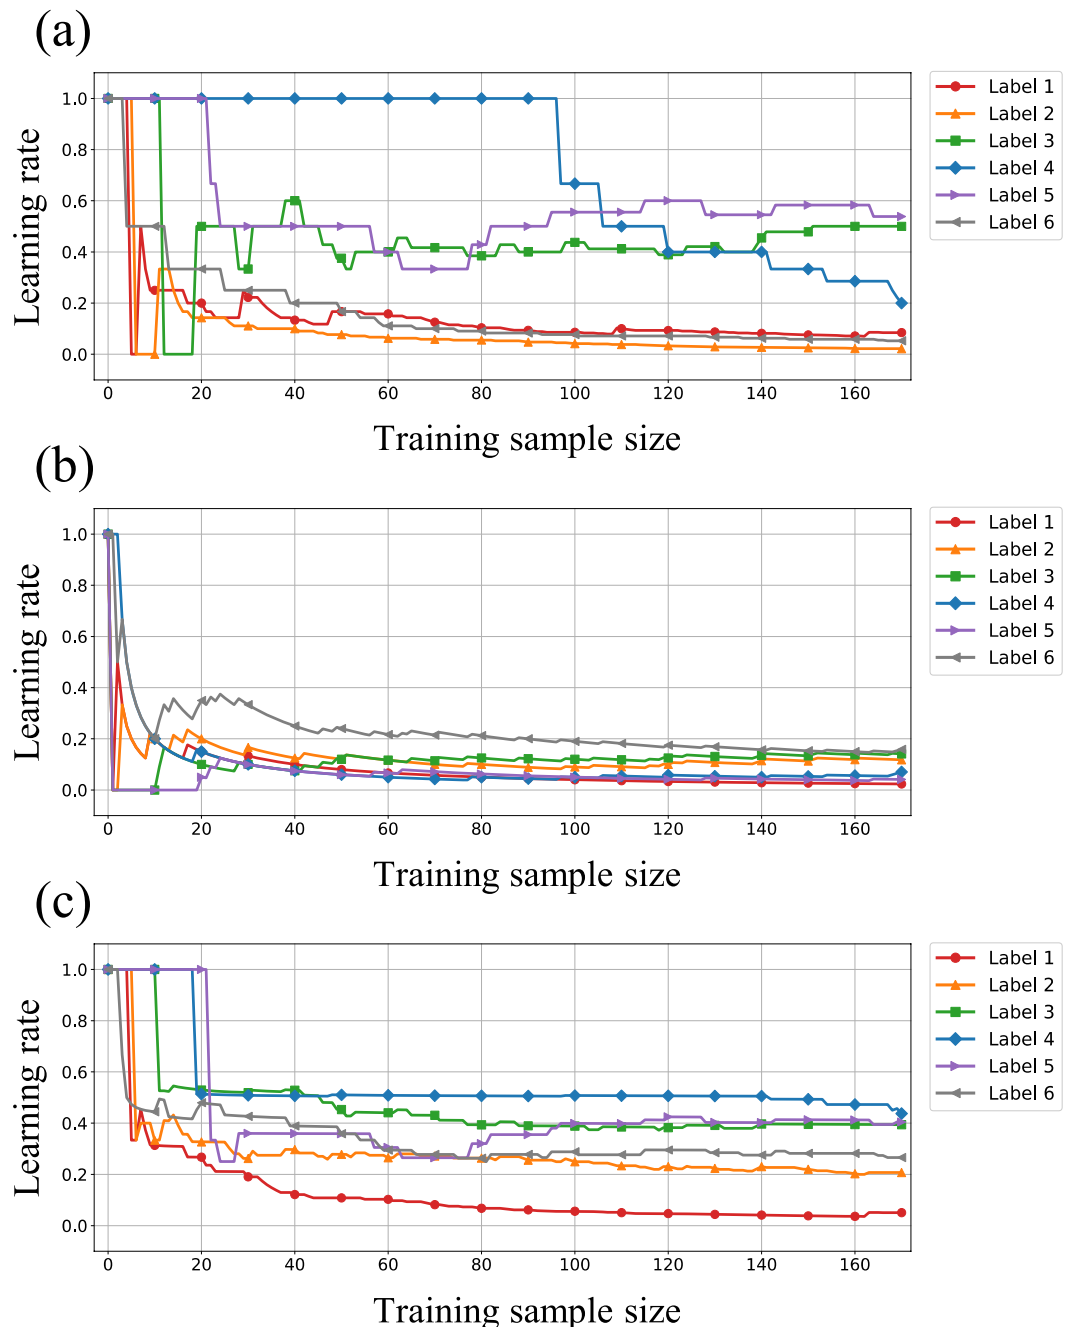 (a)
1.0
0.8
0.6
0.4
0.2
0.0
Learning rate
0 20 40 60 80 100 120 140 160
Training sample size
Label 1
Label 2
Label 3
Label 4
Label 5
Label 6
(b)
1.0
0.8
0.6
0.4
0.2
0.0
Learning rate
0 20 40 60 80 100 120 140 160
Training sample size
Label 1
Label 2
Label 3
Label 4
Label 5
Label 6
(c)
1.0
0.8
0.6
0.4
0.2
0.0
Learning rate
0 20 40 60 80 100 120 140 160
Training sample size
Label 1
Label 2
Label 3
Label 4
Label 5
Label 6